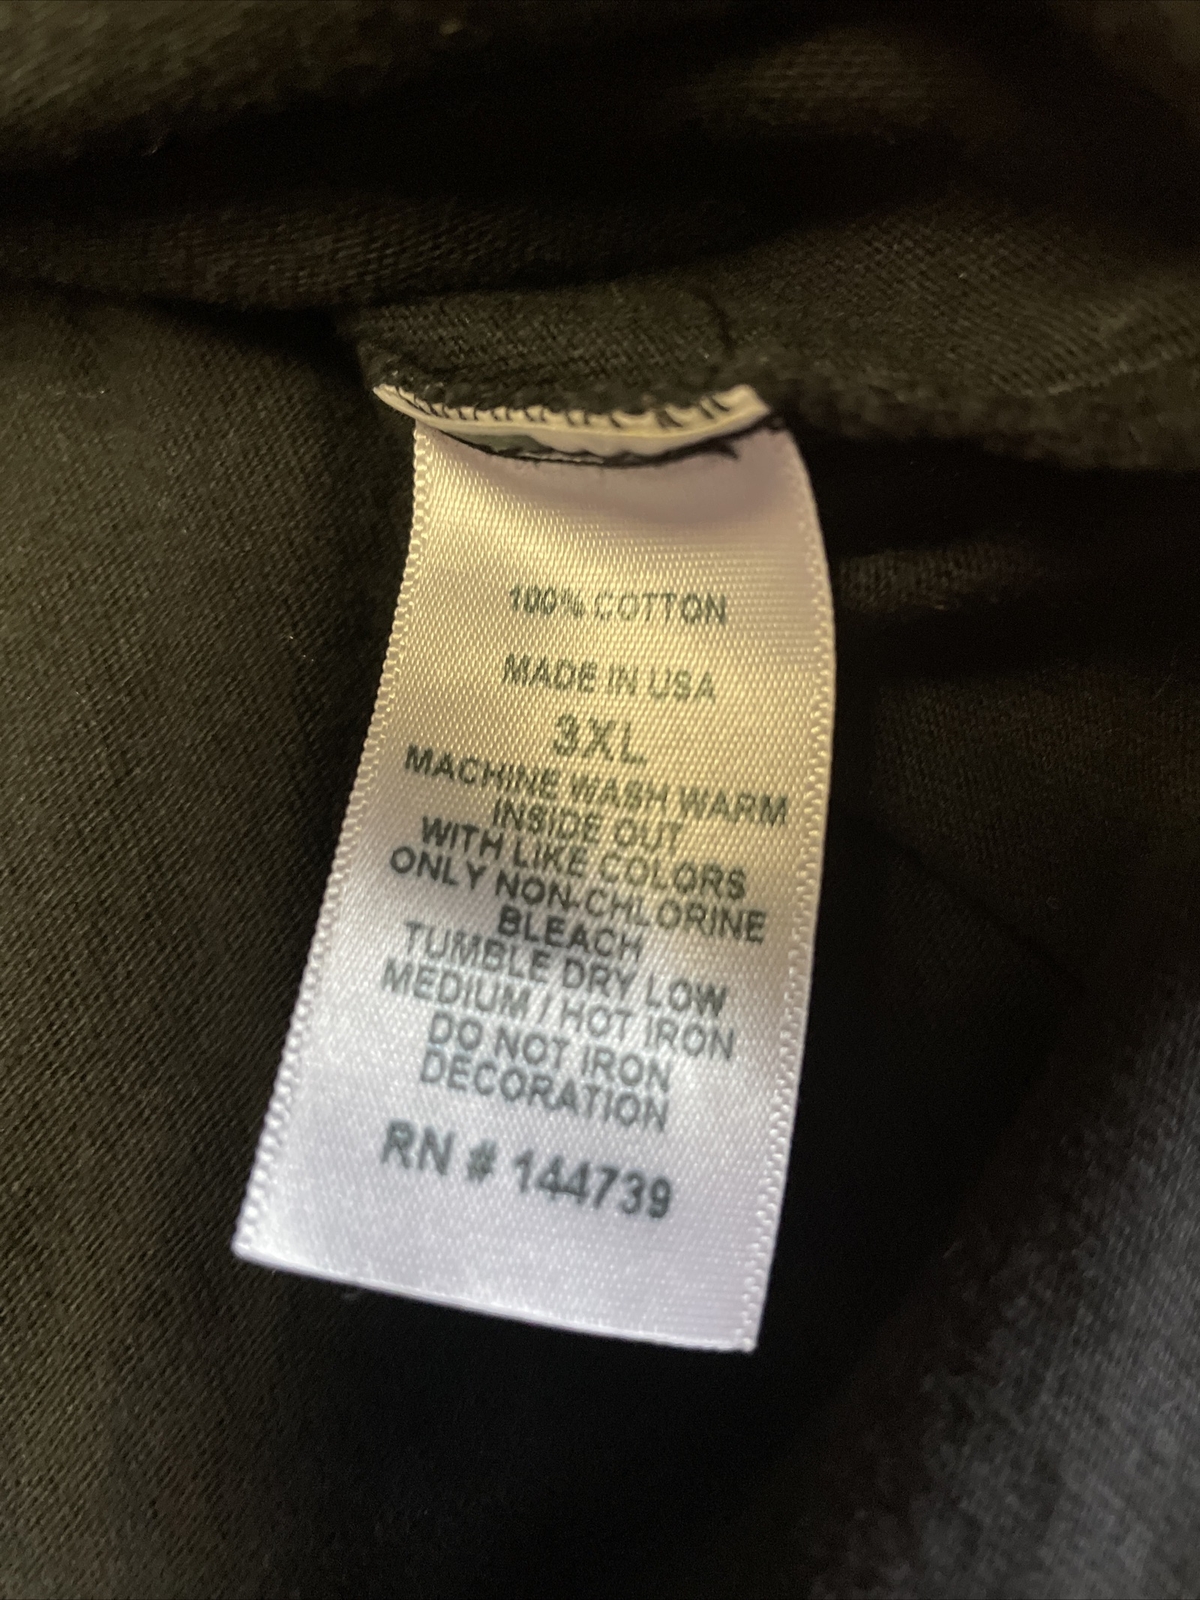 100% COTTON
MADE IN USA
3XL
MACHINE WASH WARM
INSIDE OUT
WITH LIKE COLORS
ONLY NON-CHLORINE
BLEACH
TUMBLE DRY LOW
MEDIUM / HOT IRON
DO NOT IRON
DECORATION
RN # 144739